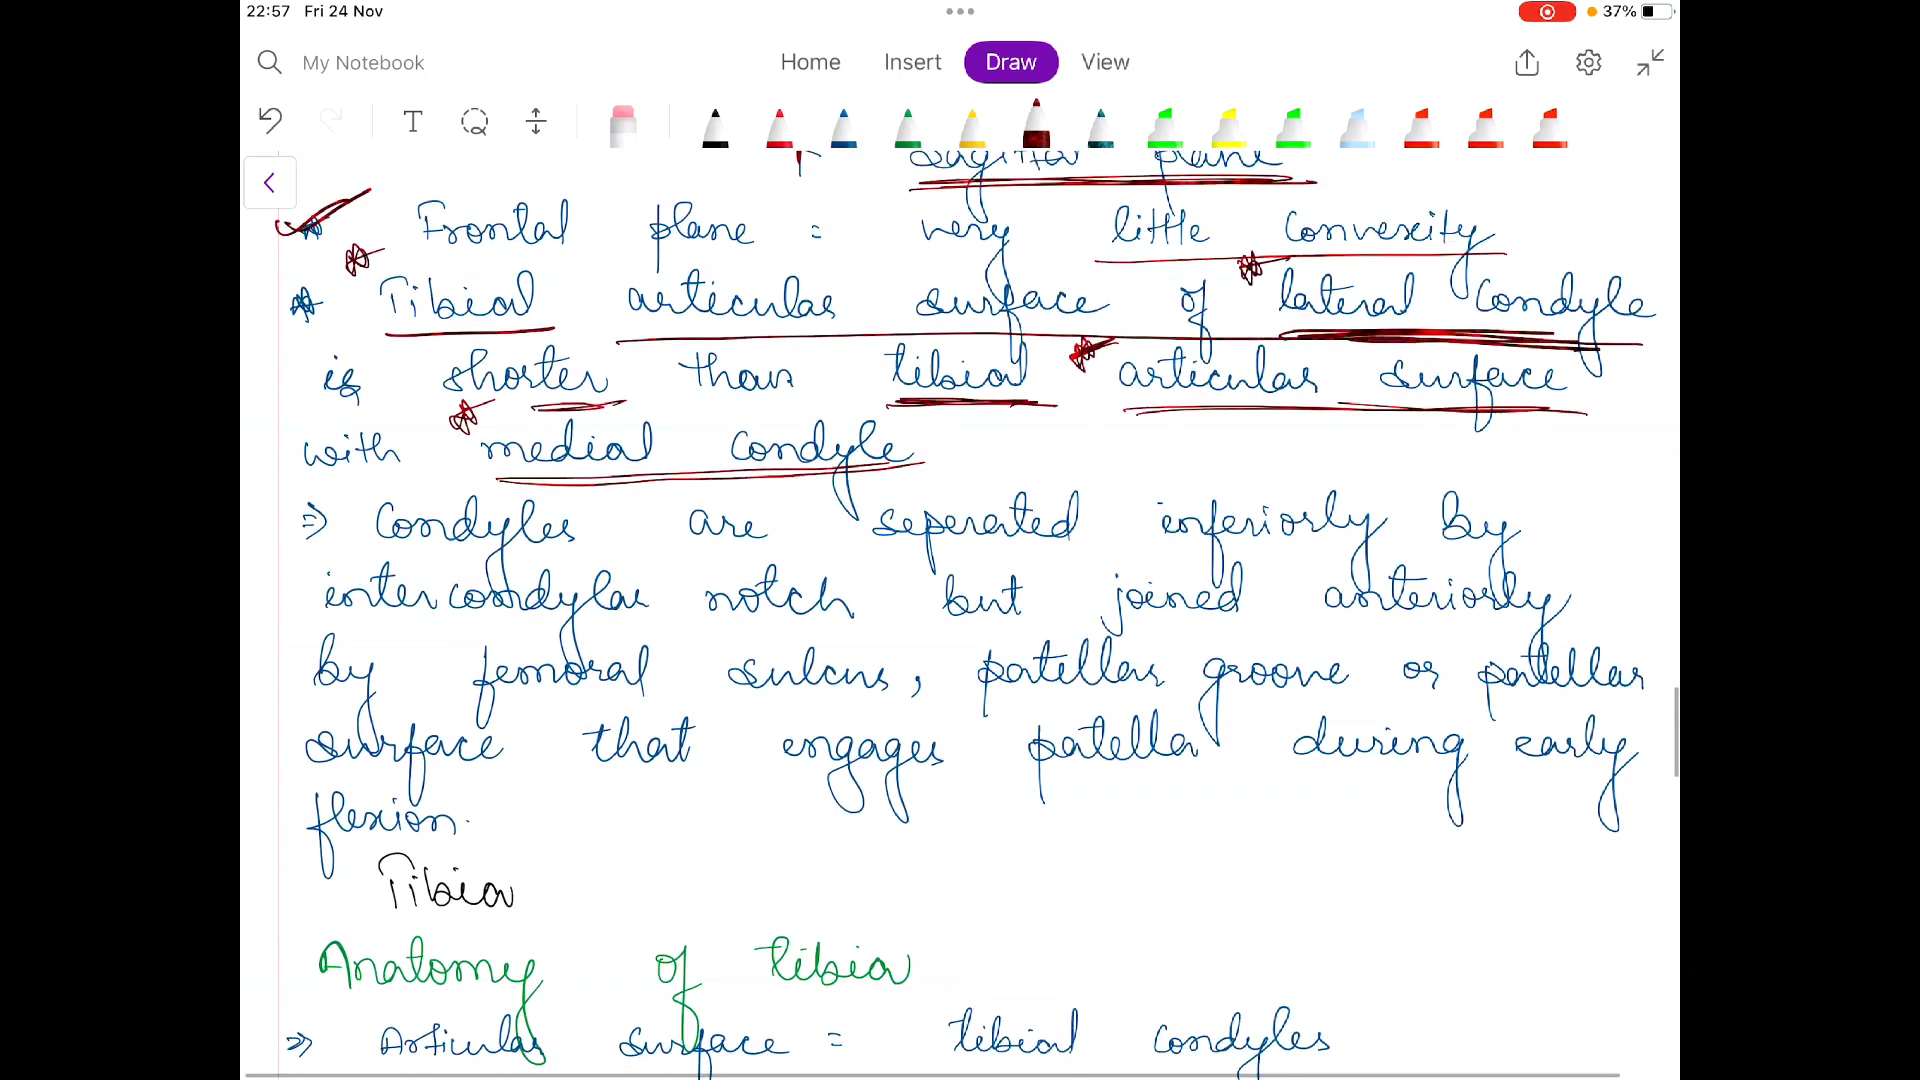 22:57 Fri 24 Nov
37%
My Notebook
Home Insert Draw View
T
sagittal plane
Frontal plane = very little convexity
Tibial articular surface of lateral condyle
is shorter than tibial articular surface
with medial condyle
⇒ Condyles are seperated inferiorly by
intercondylar notch but joined anteriorly
by femoral sulcus, patellar groove or patellar
surface that engages patella during early
flexion.
Tibia
Anatomy of tibia
⇒ Articular surface = tibial condyles